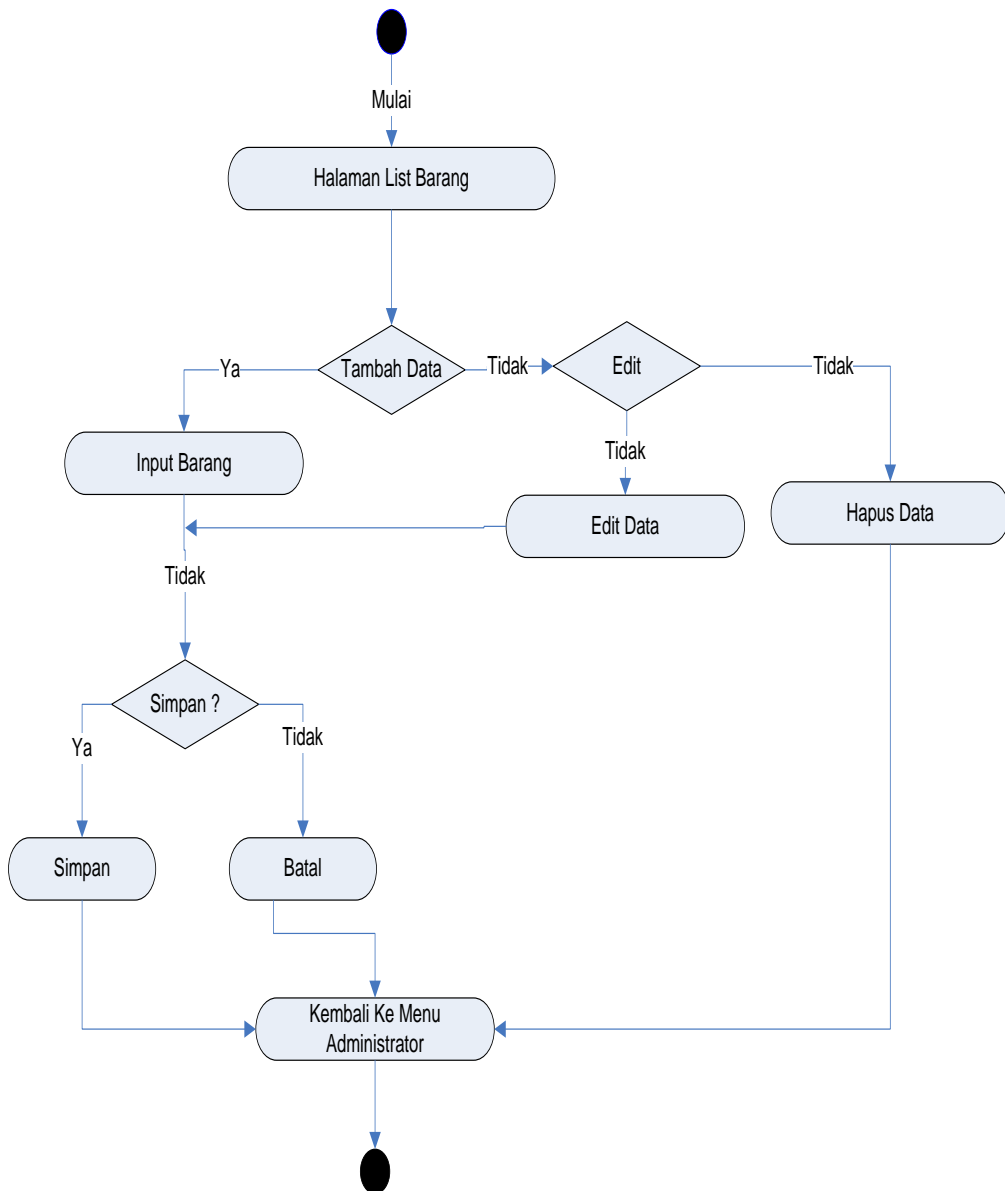 Mulai
Halaman List Barang
Tambah Data
Ya
Tidak
Edit
Tidak
Tidak
Input Barang
Edit Data
Hapus Data
Tidak
Simpan ?
Ya
Tidak
Simpan
Batal
Kembali Ke Menu
Administrator